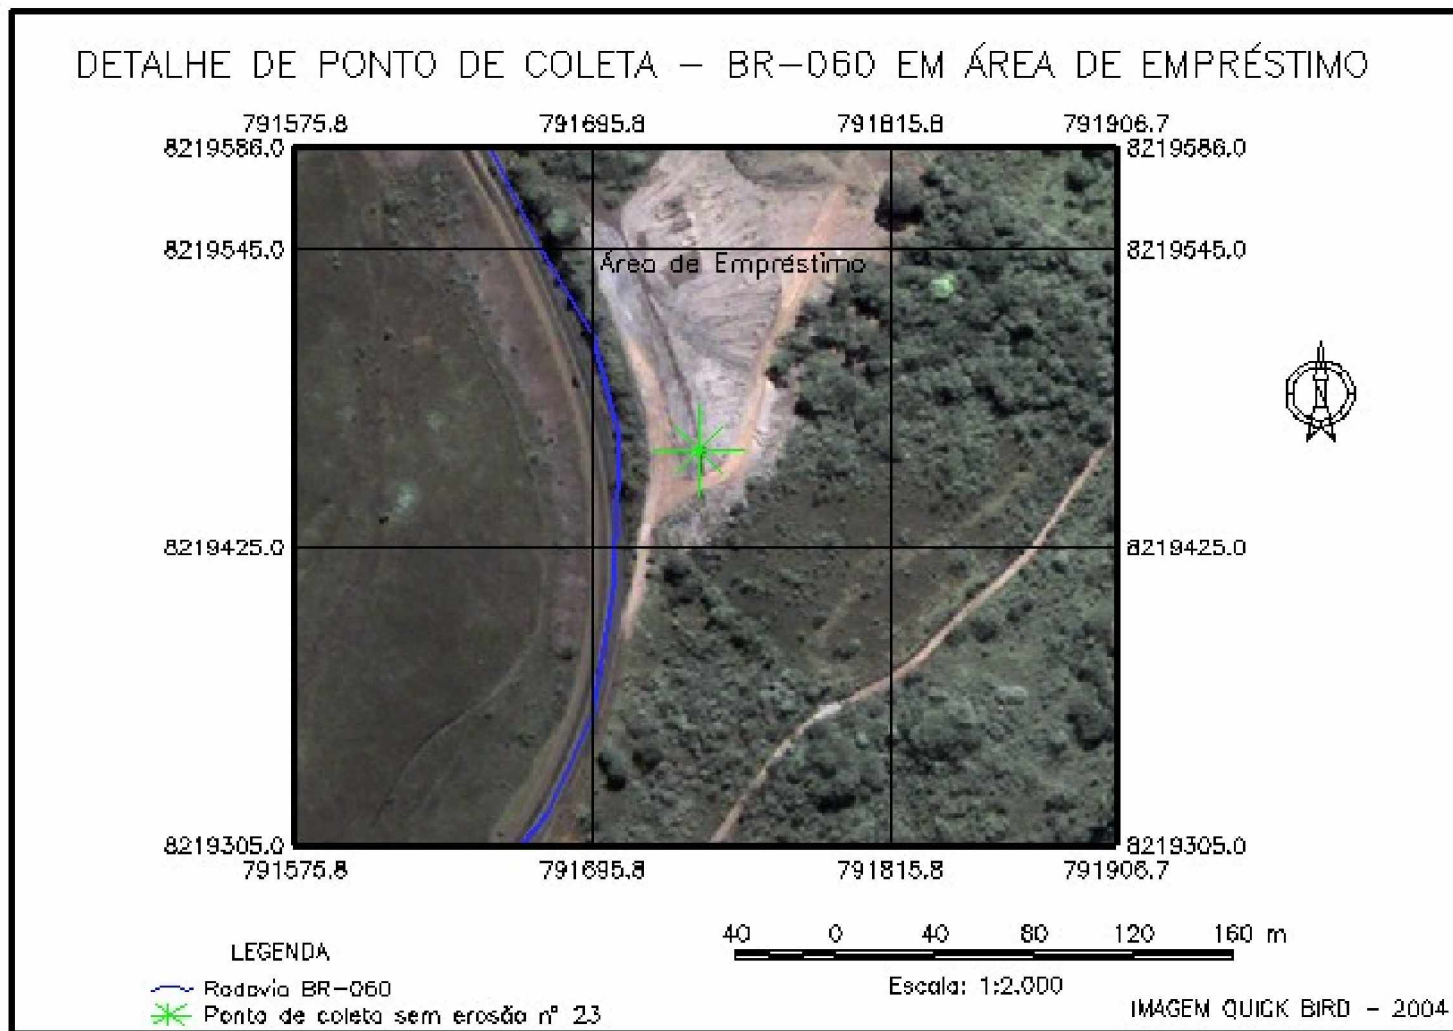 DETALHE DE PONTO DE COLETA - BR-060 EM ÁREA DE EMPRÉSTIMO
791575.8 791695.8 791815.8 791906.7
8219586.0 8219586.0
8219545.0 8219545.0
Área de Empréstimo
N
8219425.0 8219425.0
8219305.0 8219305.0
791575.8 791695.8 791815.8 791906.7
40 0 40 80 120 160 m
LEGENDA
Escala: 1:2.000
Rodovia BR-060
Ponto de coleta sem erosão nº 23
IMAGEM QUICK BIRD - 2004